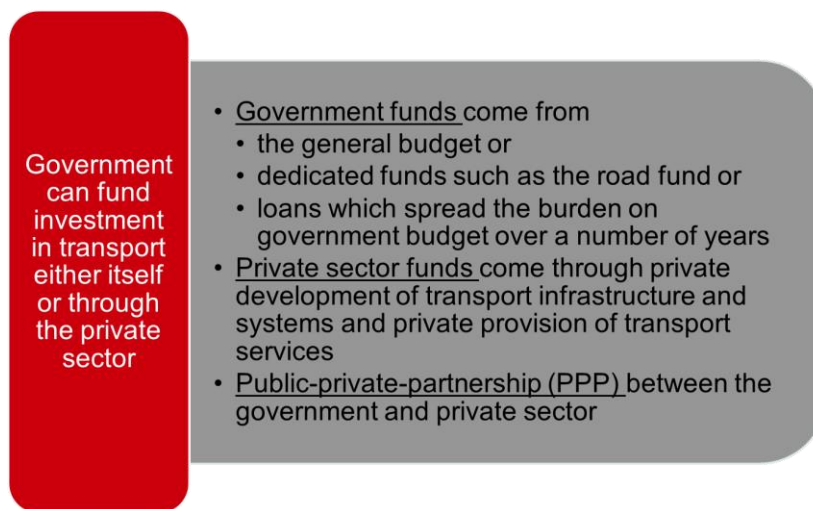 Government
can fund
investment
in transport
either itself
or through
the private
sector
• Government funds come from
• the general budget or
• dedicated funds such as the road fund or
• loans which spread the burden on
government budget over a number of years
• Private sector funds come through private
development of transport infrastructure and
systems and private provision of transport
services
• Public-private-partnership (PPP) between the
government and private sector